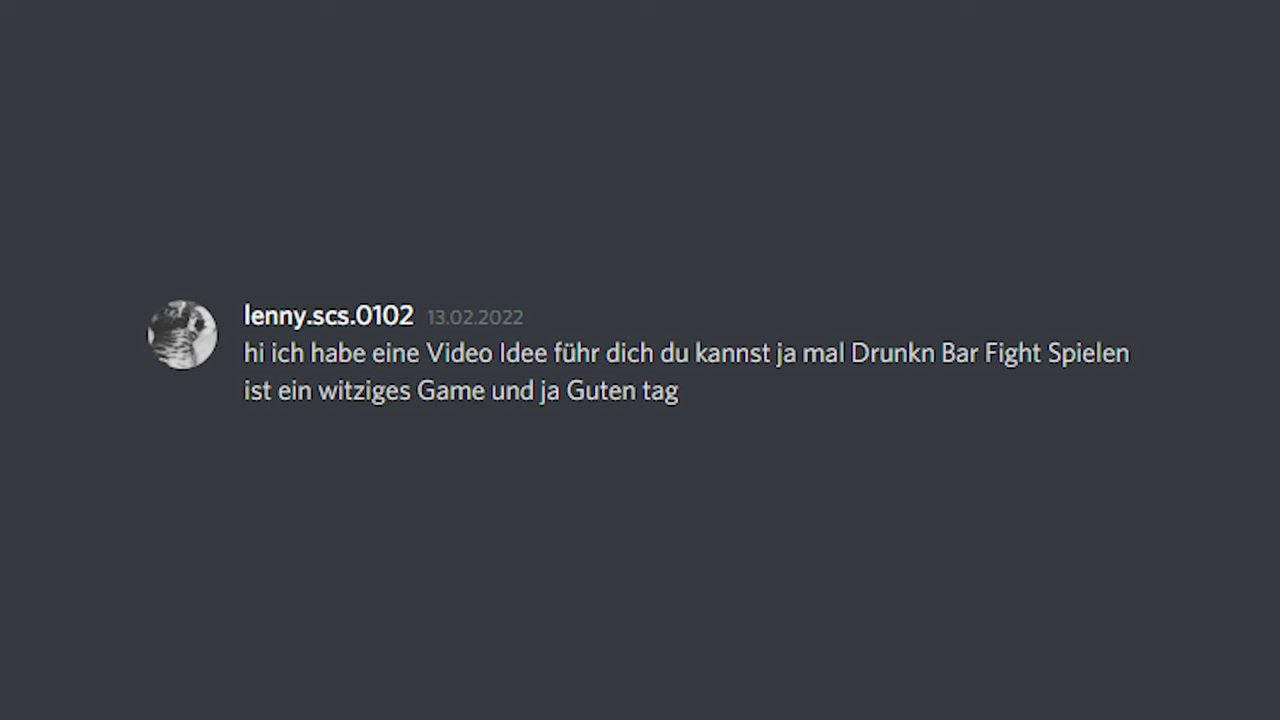 lenny.scs.0102 13.02.2022
hi ich habe eine Video Idee führ dich du kannst ja mal Drunkn Bar Fight Spielen
ist ein witziges Game und ja Guten tag